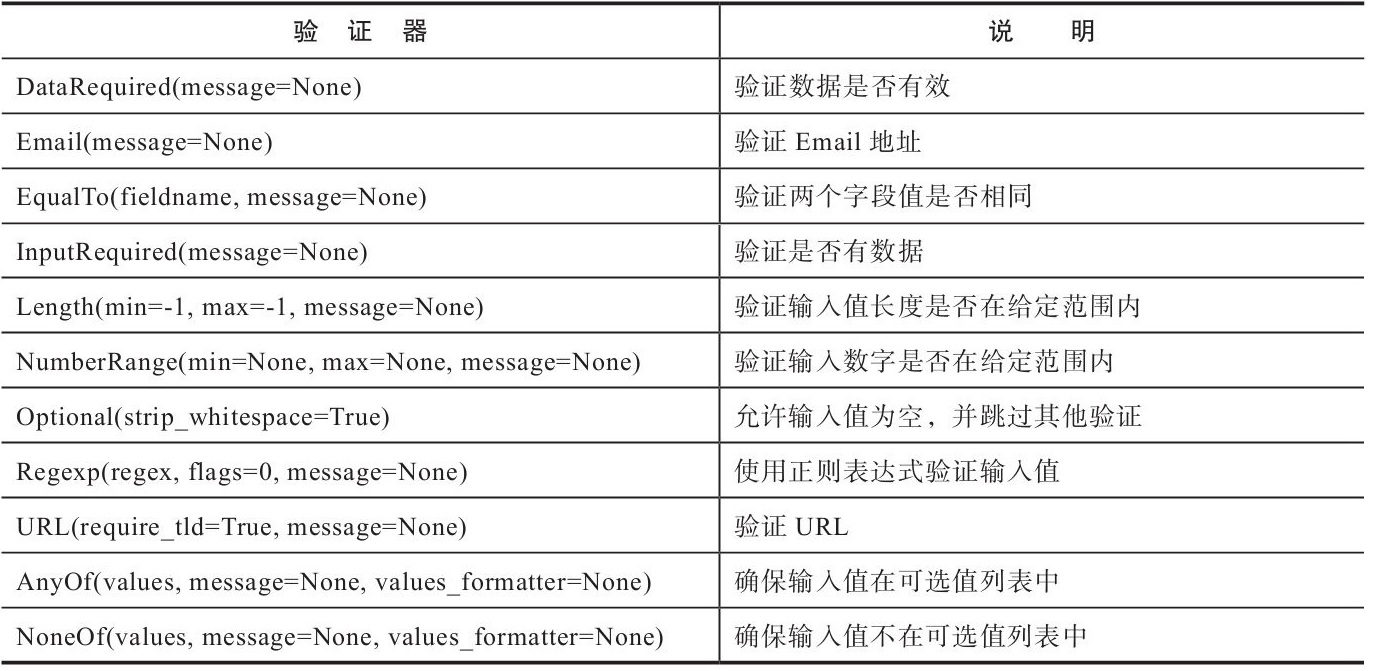 验 证 器 说 明
DataRequired(message=None) 验证数据是否有效
Email(message=None) 验证 Email 地址
EqualTo(fieldname, message=None) 验证两个字段值是否相同
InputRequired(message=None) 验证是否有数据
Length(min=-1, max=-1, message=None) 验证输入值长度是否在给定范围内
NumberRange(min=None, max=None, message=None) 验证输入数字是否在给定范围内
Optional(strip_whitespace=True) 允许输入值为空，并跳过其他验证
Regexp(regex, flags=0, message=None) 使用正则表达式验证输入值
URL(require_tld=True, message=None) 验证 URL
AnyOf(values, message=None, values_formatter=None) 确保输入值在可选值列表中
NoneOf(values, message=None, values_formatter=None) 确保输入值不在可选值列表中